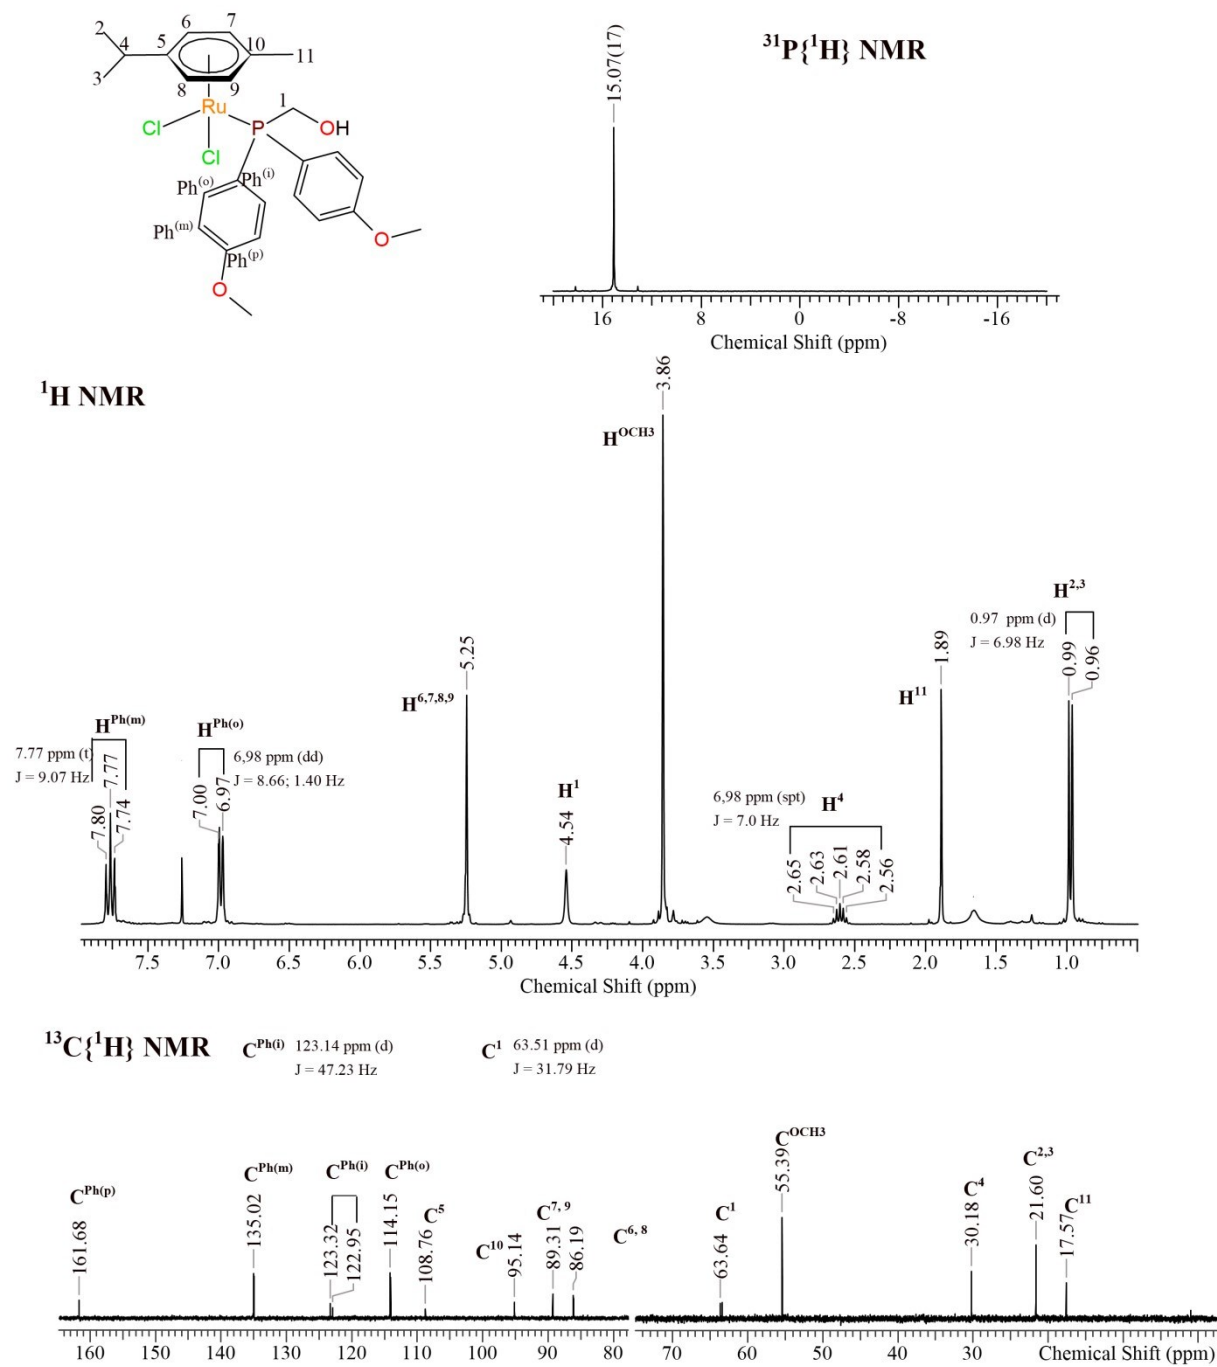 2
3
4
5
6
7
8
9
10
11
Ru
Cl
Cl
P
1
OH
Ph(o)
Ph(i)
Ph(m)
Ph(p)
O
O
31P{1H} NMR
15.07(17)
16 8 0 -8 -16
Chemical Shift (ppm)
1H NMR
7.77 ppm (t)
J = 9.07 Hz
HPh(m)
7.80
7.77
7.74
HPh(o)
6,98 ppm (dd)
J = 8.66; 1.40 Hz
7.00
6.97
H6,7,8,9
5.25
H1
4.54
HOCH3
3.86
6,98 ppm (spt)
J = 7.0 Hz
H4
2.65
2.63
2.61
2.58
2.56
H11
1.89
H2,3
0.97 ppm (d)
J = 6.98 Hz
0.99
0.96
7.5 7.0 6.5 6.0 5.5 5.0 4.5 4.0 3.5 3.0 2.5 2.0 1.5 1.0
Chemical Shift (ppm)
13C{1H} NMR
CPh(i) 123.14 ppm (d)
J = 47.23 Hz
C1 63.51 ppm (d)
J = 31.79 Hz
CPh(p)
161.68
CPh(m)
135.02
CPh(i)
123.32
122.95
CPh(o)
114.15
C5
108.76
C10
95.14
C7, 9
89.31
86.19
C6, 8
C1
63.64
COCH3
55.39
C4
30.18
C2,3
21.60
C11
17.57
160 150 140 130 120 110 100 90 80 70 60 50 40 30
Chemical Shift (ppm)